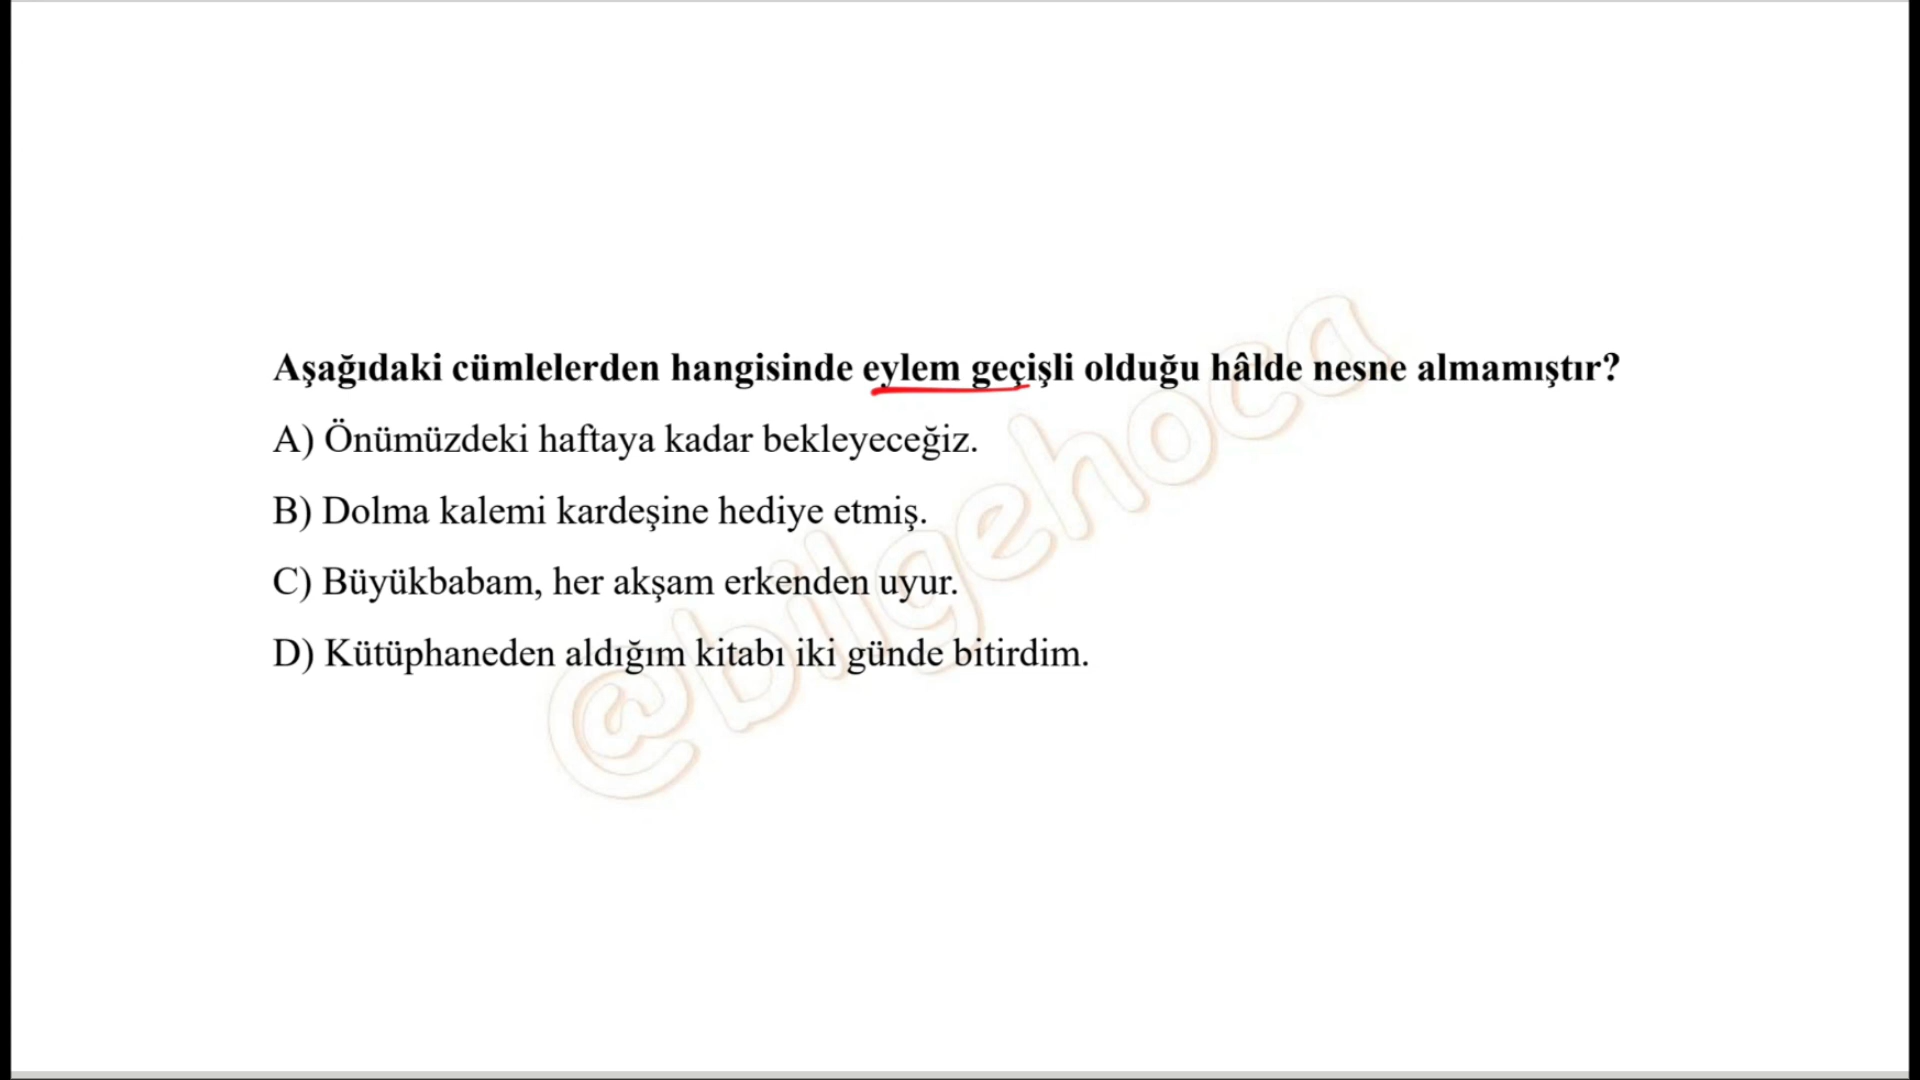 Aşağıdaki cümlelerden hangisinde eylem geçişli olduğu hâlde nesne almamıştır?
A) Önümüzdeki haftaya kadar bekleyeceğiz.
B) Dolma kalemi kardeşine hediye etmiş.
C) Büyükbabam, her akşam erkenden uyur.
D) Kütüphaneden aldığım kitabı iki günde bitirdim.
@bilgehoca